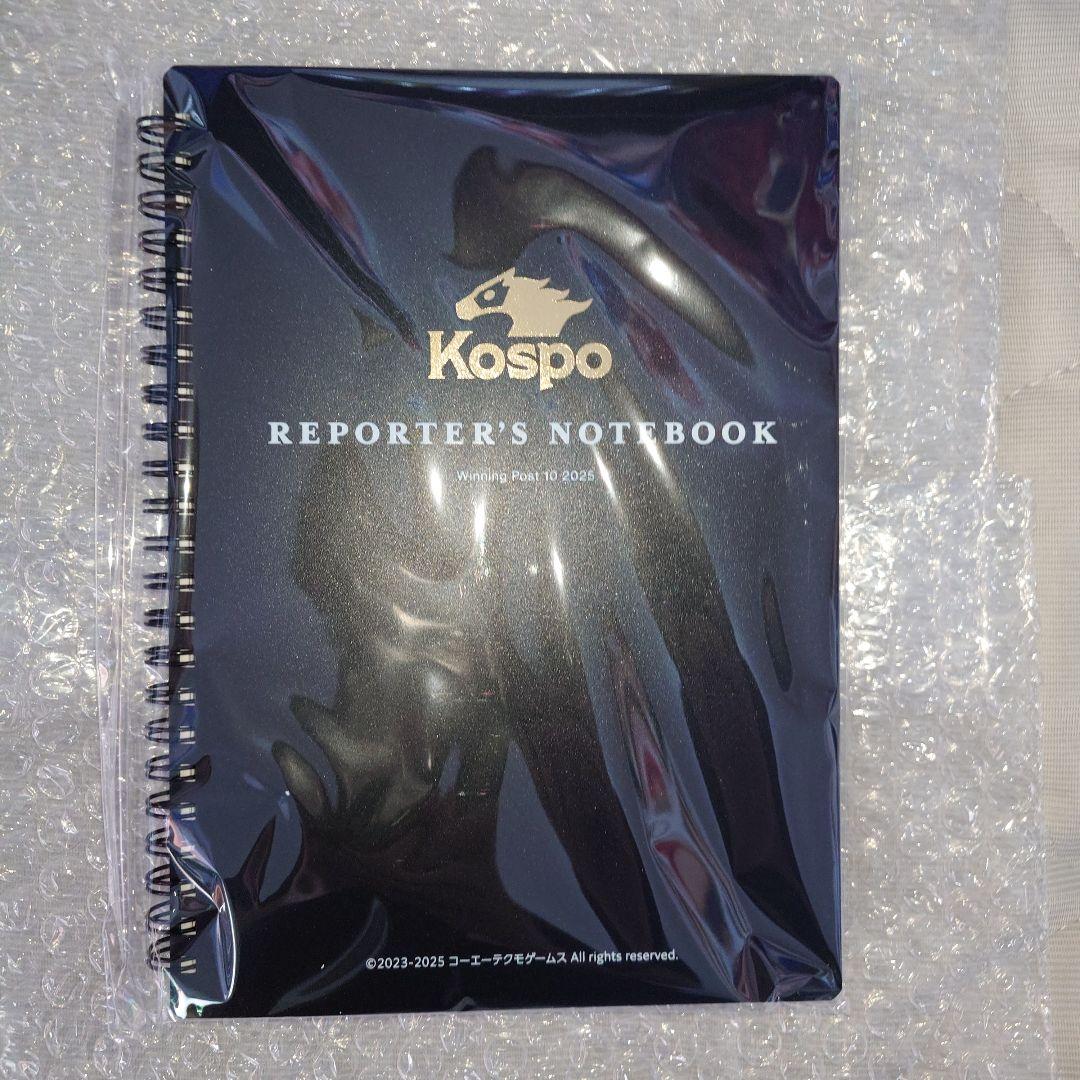 Kospo
REPORTER'S NOTEBOOK
Winning Post 10 2025
©2023-2025 コーエーテクモゲームス All rights reserved.